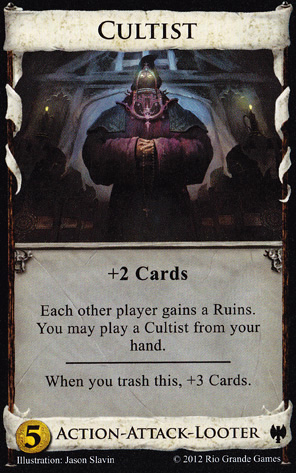 CULTIST
+2 Cards
Each other player gains a Ruins.
You may play a Cultist from your
hand.
When you trash this, +3 Cards.
5 ACTION-ATTACK-LOOTER
Illustration: Jason Slavin © 2012 Rio Grande Games